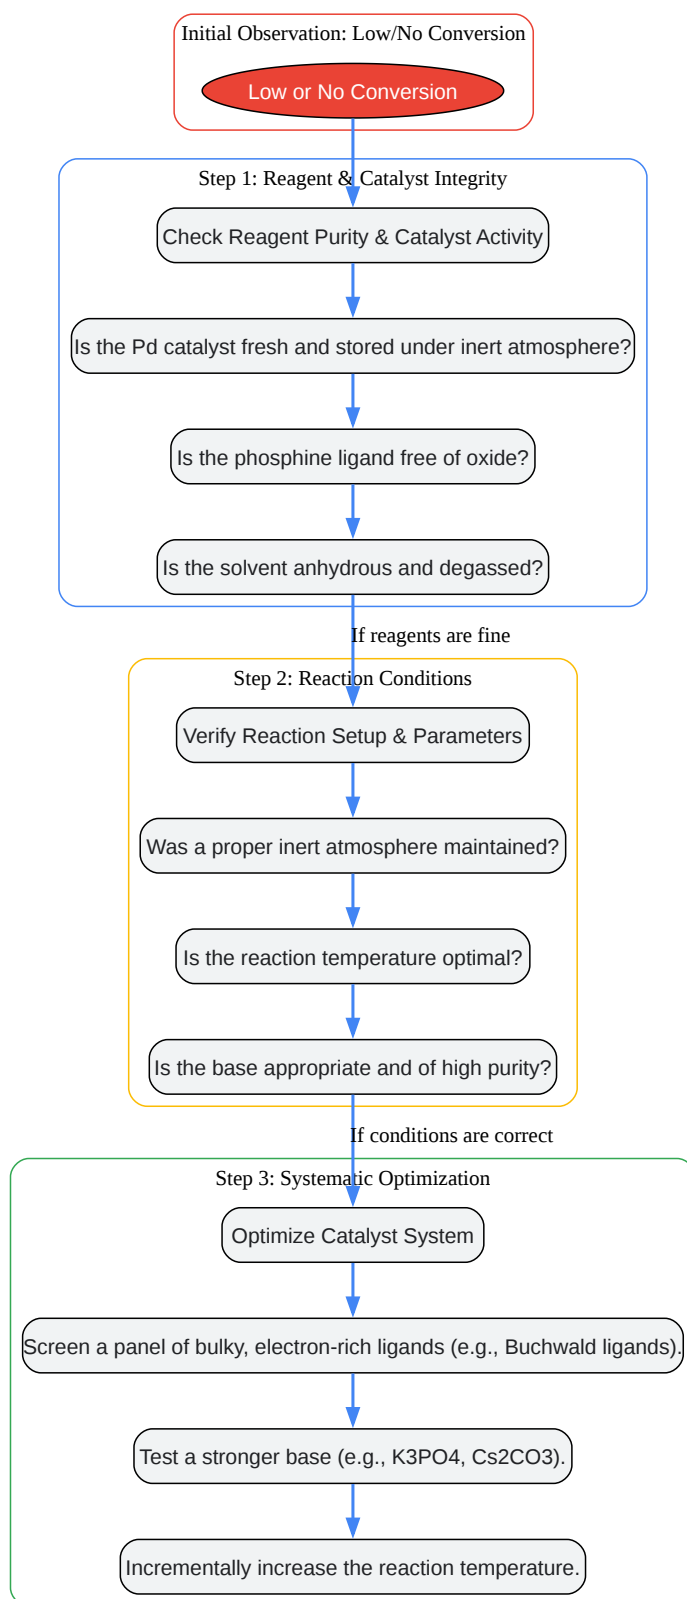 Initial Observation: Low/No Conversion
Low or No Conversion
Step 1: Reagent & Catalyst Integrity
Check Reagent Purity & Catalyst Activity
Is the Pd catalyst fresh and stored under inert atmosphere?
Is the phosphine ligand free of oxide?
Is the solvent anhydrous and degassed?
If reagents are fine
Step 2: Reaction Conditions
Verify Reaction Setup & Parameters
Was a proper inert atmosphere maintained?
Is the reaction temperature optimal?
Is the base appropriate and of high purity?
If conditions are correct
Step 3: Systematic Optimization
Optimize Catalyst System
Screen a panel of bulky, electron-rich ligands (e.g., Buchwald ligands).
Test a stronger base (e.g., K3PO4, Cs2CO3).
Incrementally increase the reaction temperature.